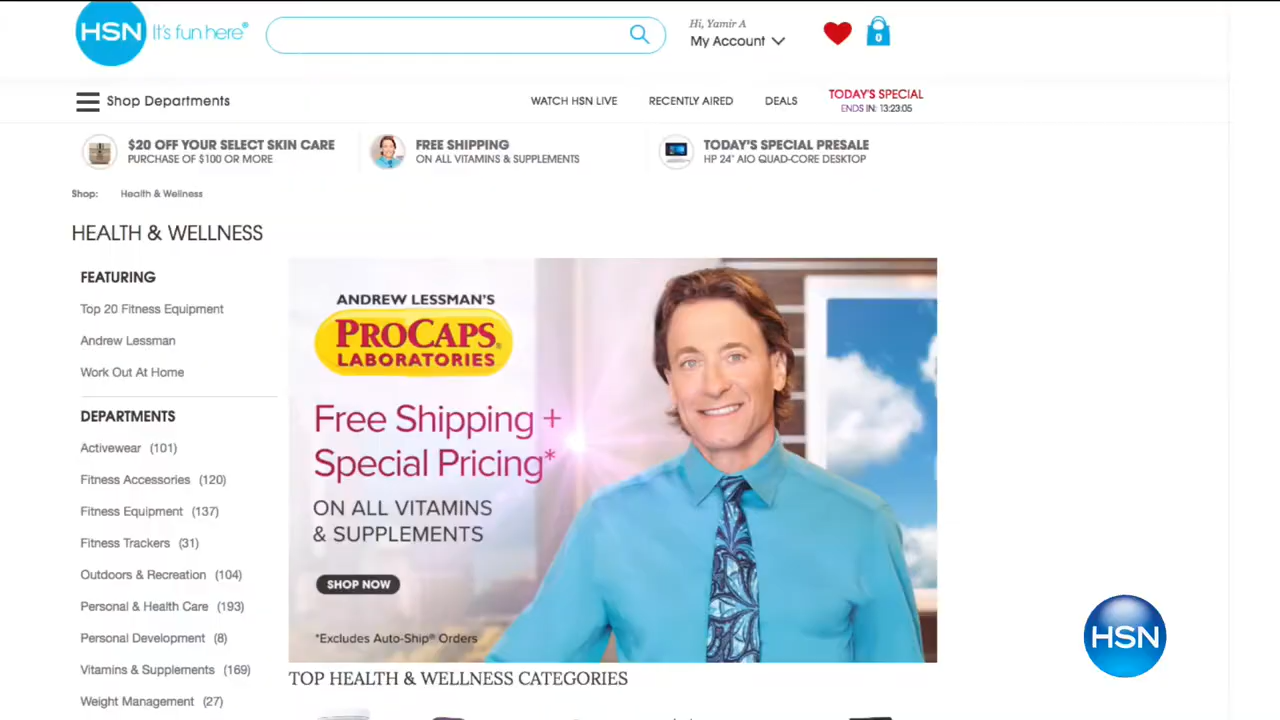 HSN It's fun here®
Hi, Yamir A
My Account
0
Shop Departments
WATCH HSN LIVE
RECENTLY AIRED
DEALS
TODAY'S SPECIAL
ENDS IN: 13:23:05
$20 OFF YOUR SELECT SKIN CARE
PURCHASE OF $100 OR MORE
FREE SHIPPING
ON ALL VITAMINS & SUPPLEMENTS
TODAY'S SPECIAL PRESALE
HP 24" AIO QUAD-CORE DESKTOP
Shop: Health & Wellness
HEALTH & WELLNESS
FEATURING
Top 20 Fitness Equipment
Andrew Lessman
Work Out At Home
DEPARTMENTS
Activewear (101)
Fitness Accessories (120)
Fitness Equipment (137)
Fitness Trackers (31)
Outdoors & Recreation (104)
Personal & Health Care (193)
Personal Development (8)
Vitamins & Supplements (169)
Weight Management (27)
ANDREW LESSMAN'S
PROCAPS®
LABORATORIES
Free Shipping +
Special Pricing*
ON ALL VITAMINS
& SUPPLEMENTS
SHOP NOW
*Excludes Auto-Ship® Orders
TOP HEALTH & WELLNESS CATEGORIES
HSN